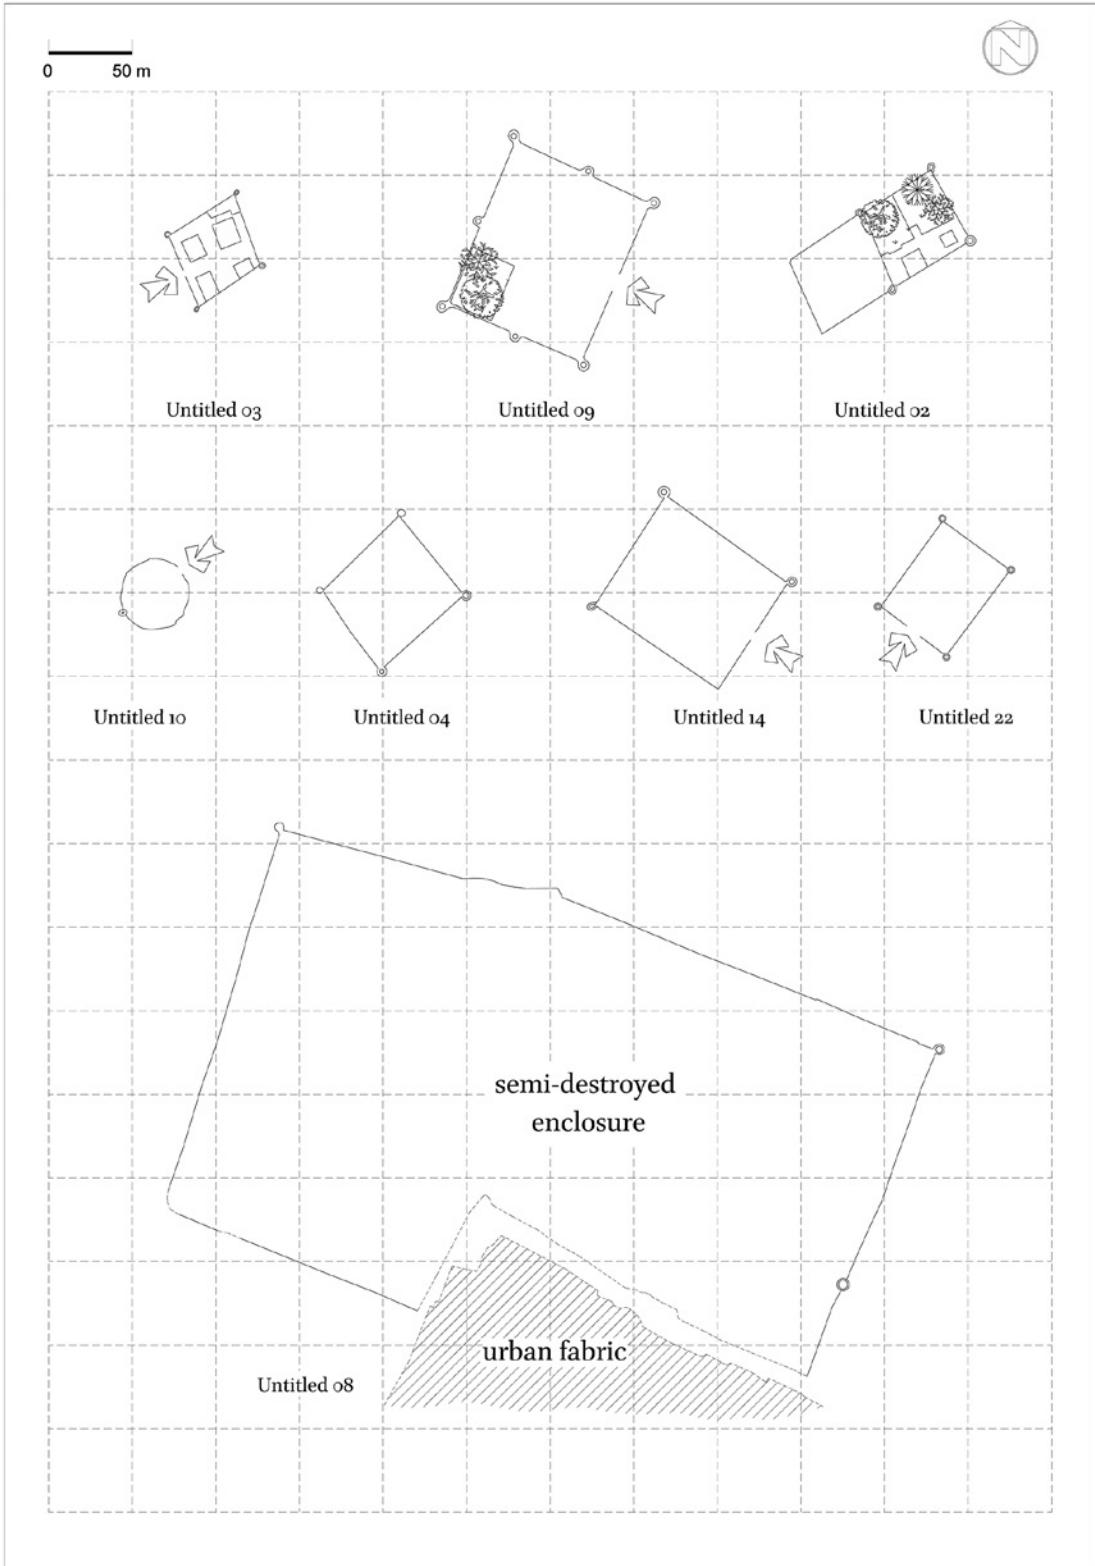 N
0 50 m
Untitled 03 Untitled 09 Untitled 02
Untitled 10 Untitled 04 Untitled 14 Untitled 22
semi-destroyed
enclosure
urban fabric
Untitled 08